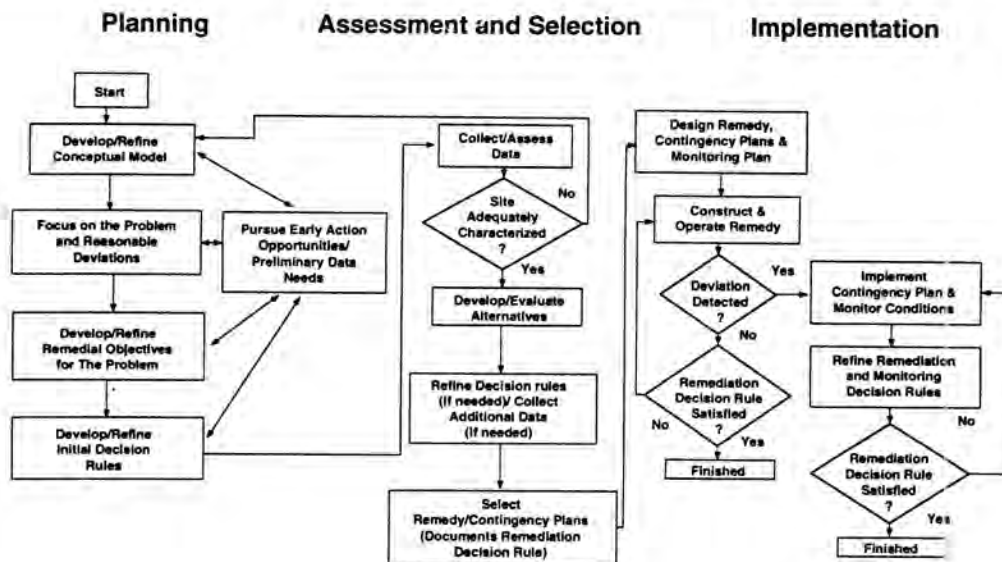 Planning
Assessment and Selection
Implementation
Start
Develop/Refine
Conceptual Model
Focus on the Problem
and Reasonable
Deviations
Pursue Early Action
Opportunities/
Preliminary Data
Needs
Develop/Refine
Remedial Objectives
for The Problem
Develop/Refine
Initial Decision
Rules
Collect/Assess
Data
No
Site
Adequately
Characterized
?
Yes
Develop/Evaluate
Alternatives
Refine Decision rules
(if needed)/ Collect
Additional Data
(if needed)
Select
Remedy/Contingency Plans
(Documents Remediation
Decision Rule)
Design Remedy,
Contingency Plans &
Monitoring Plan
Construct &
Operate Remedy
Yes
Deviation
Detected
?
No
Remediation
Decision Rule
Satisfied
?
No
Yes
Finished
Implement
Contingency Plan &
Monitor Conditions
Refine Remediation
and Monitoring
Decision Rules
No
Remediation
Decision Rule
Satisfied
?
Yes
Finished